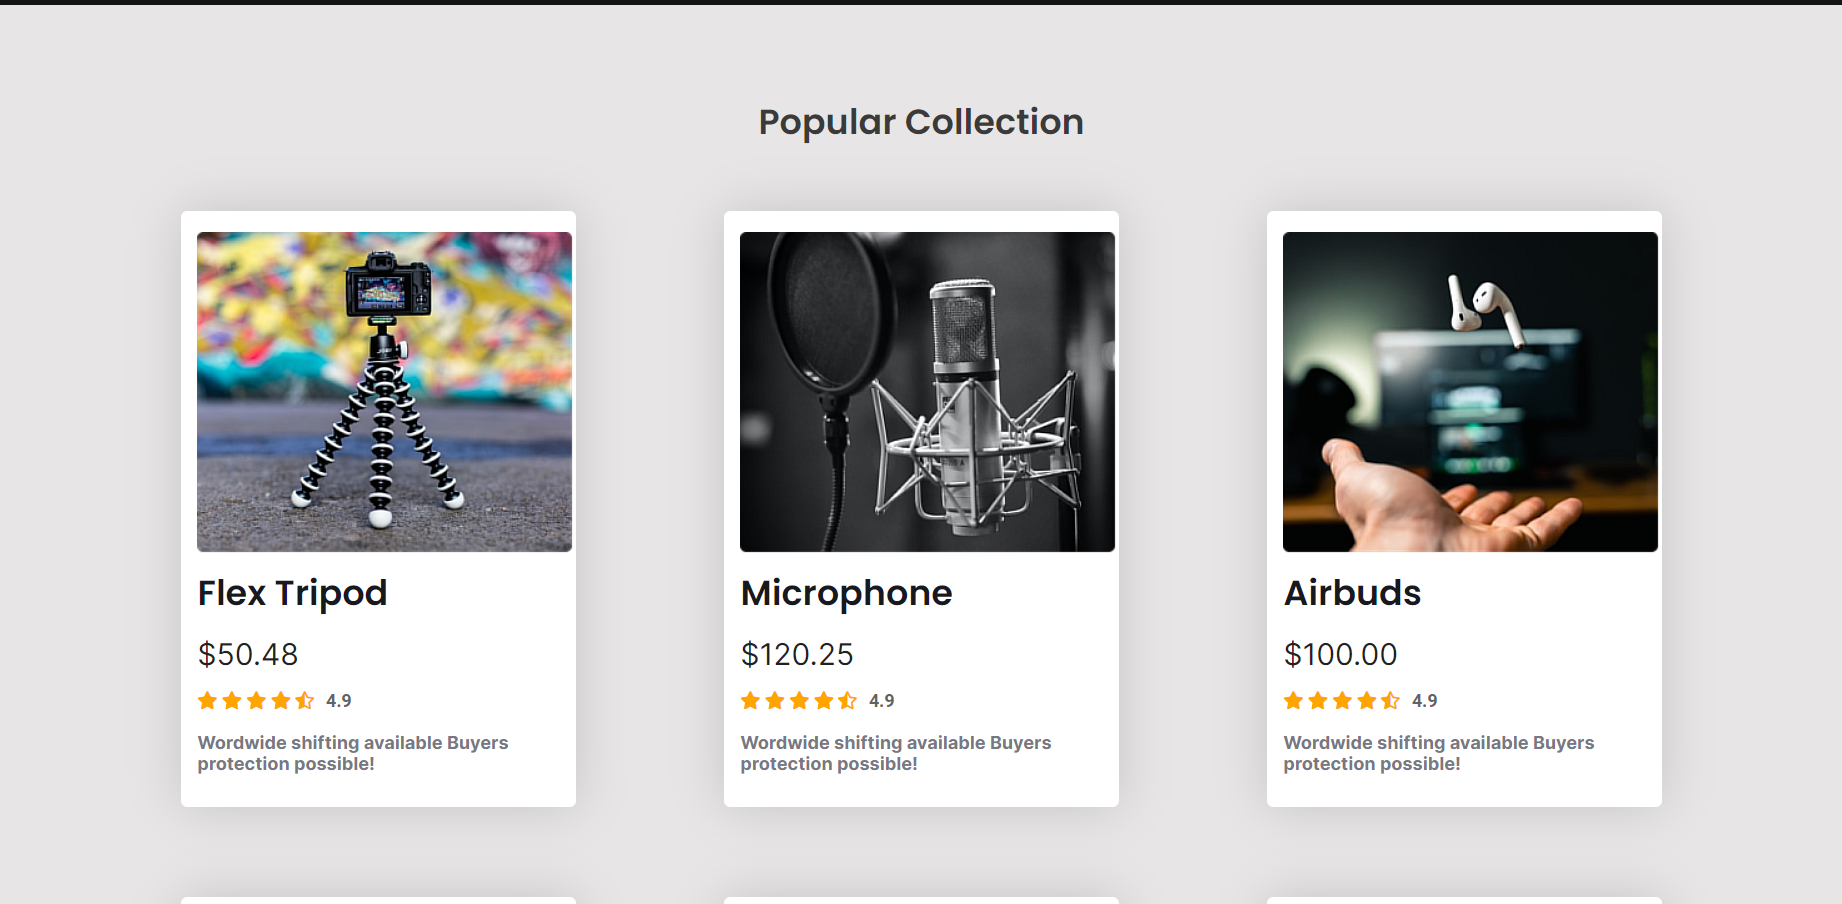 Popular Collection
Flex Tripod
$50.48
4.9
Wordwide shifting available Buyers
protection possible!
Microphone
$120.25
4.9
Wordwide shifting available Buyers
protection possible!
Airbuds
$100.00
4.9
Wordwide shifting available Buyers
protection possible!